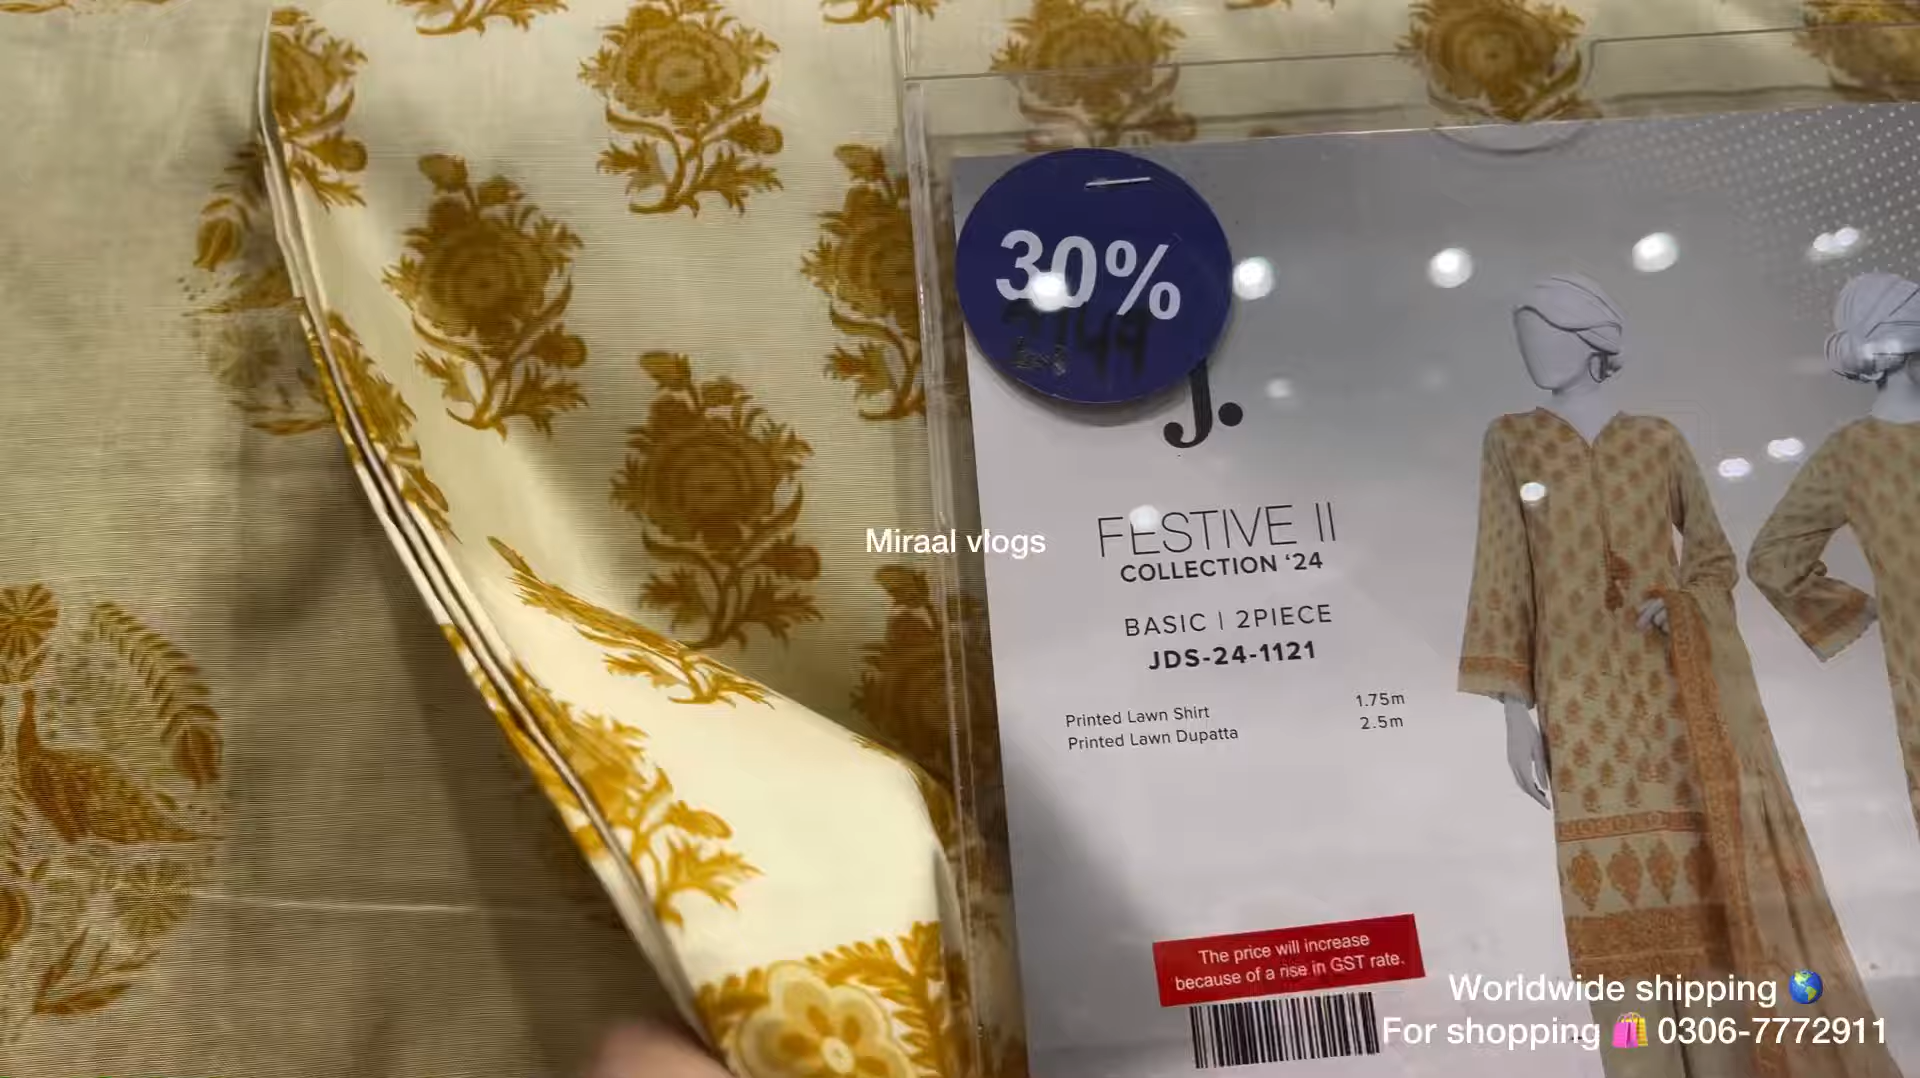 30%
J.
Miraal vlogs
FESTIVE II
COLLECTION ‘24
BASIC | 2PIECE
JDS-24-1121
Printed Lawn Shirt 1.75m
Printed Lawn Dupatta 2.5m
The price will increase
because of a rise in GST rate.
Worldwide shipping 🌎
For shopping 🛍️ 0306-7772911